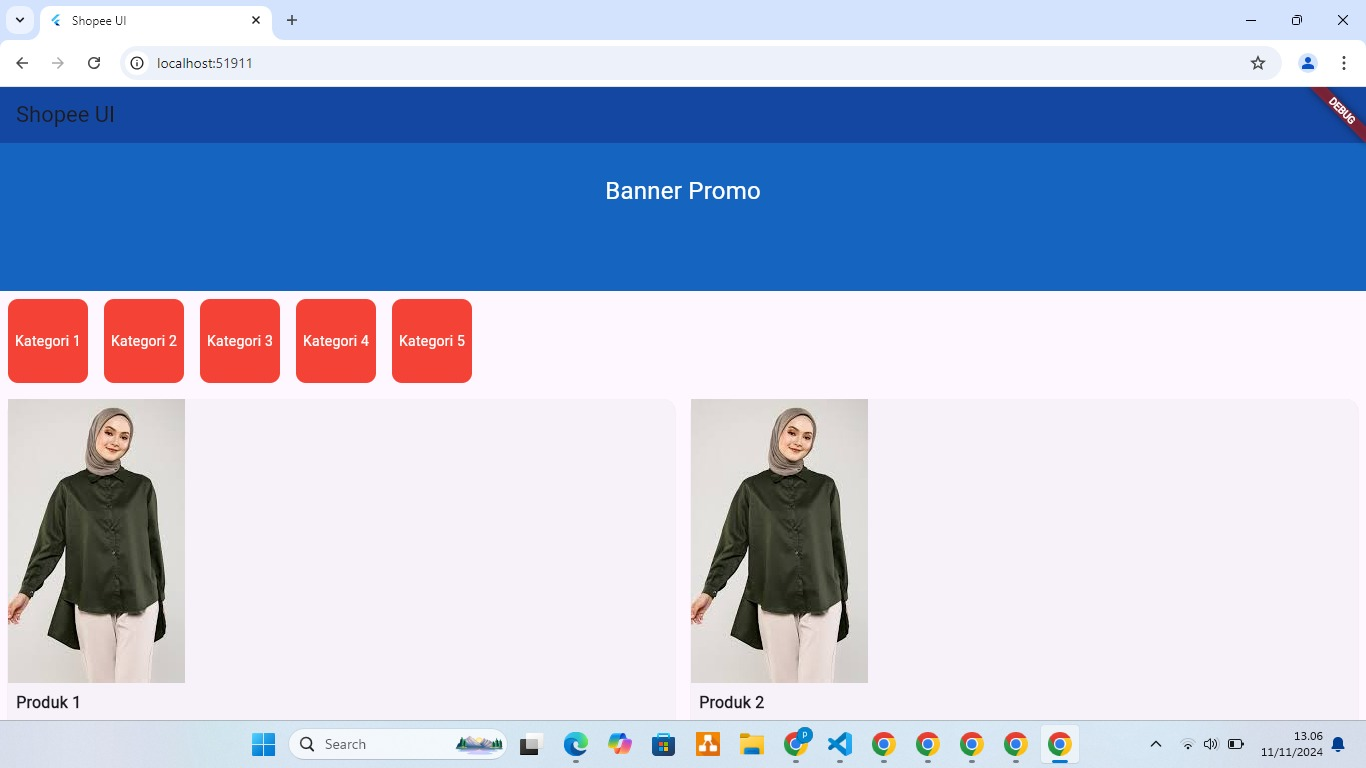 Shopee UI
localhost:51911
Shopee UI
DEBUG
Banner Promo
Kategori 1
Kategori 2
Kategori 3
Kategori 4
Kategori 5
Produk 1
Produk 2
Search
P
13.06
11/11/2024